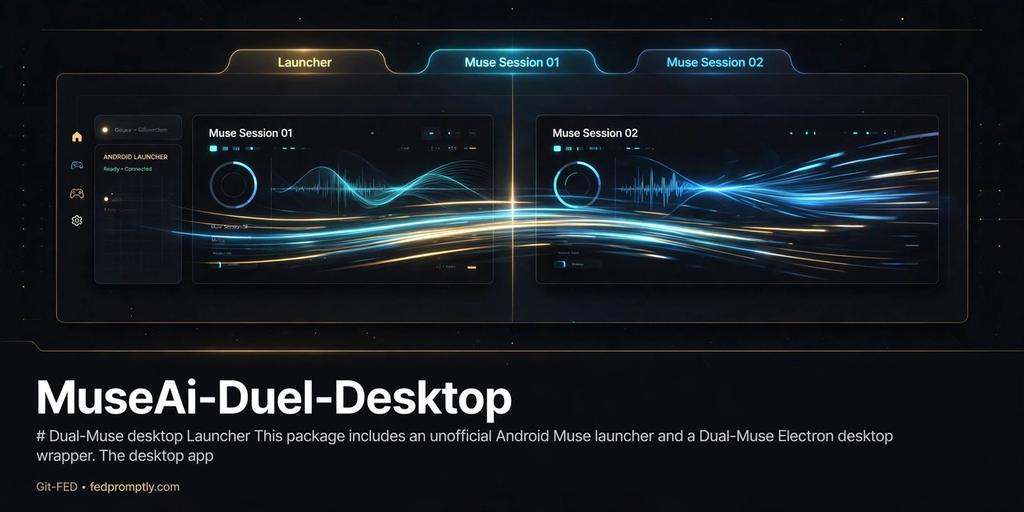 Launcher
Muse Session 01
Muse Session 02
ANDROID LAUNCHER
Ready • Connected
Muse Session 01
Muse Session 02
MuseAi-Duel-Desktop
# Dual-Muse desktop Launcher This package includes an unofficial Android Muse launcher and a Dual-Muse Electron desktop
wrapper. The desktop app
Git-FED • fedpromptly.com